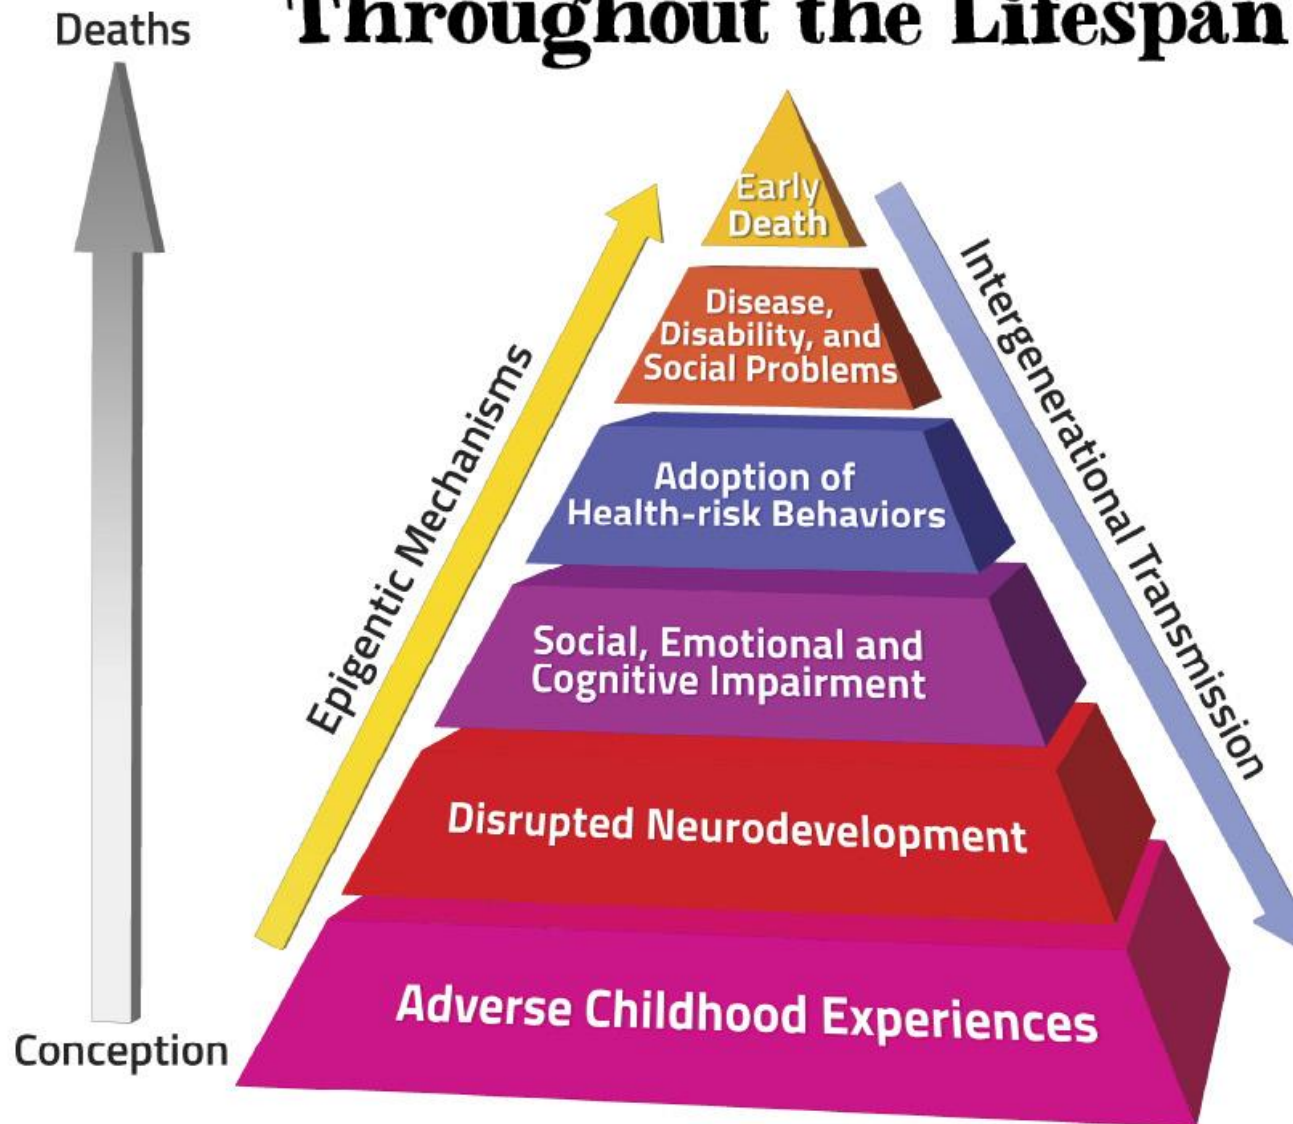 Deaths
Throughout the Lifespan
Early
Death
Disease,
Disability, and
Social Problems
Adoption of
Health-risk Behaviors
Social, Emotional and
Cognitive Impairment
Disrupted Neurodevelopment
Adverse Childhood Experiences
Epigentic Mechanisms
Intergenerational Transmission
Conception